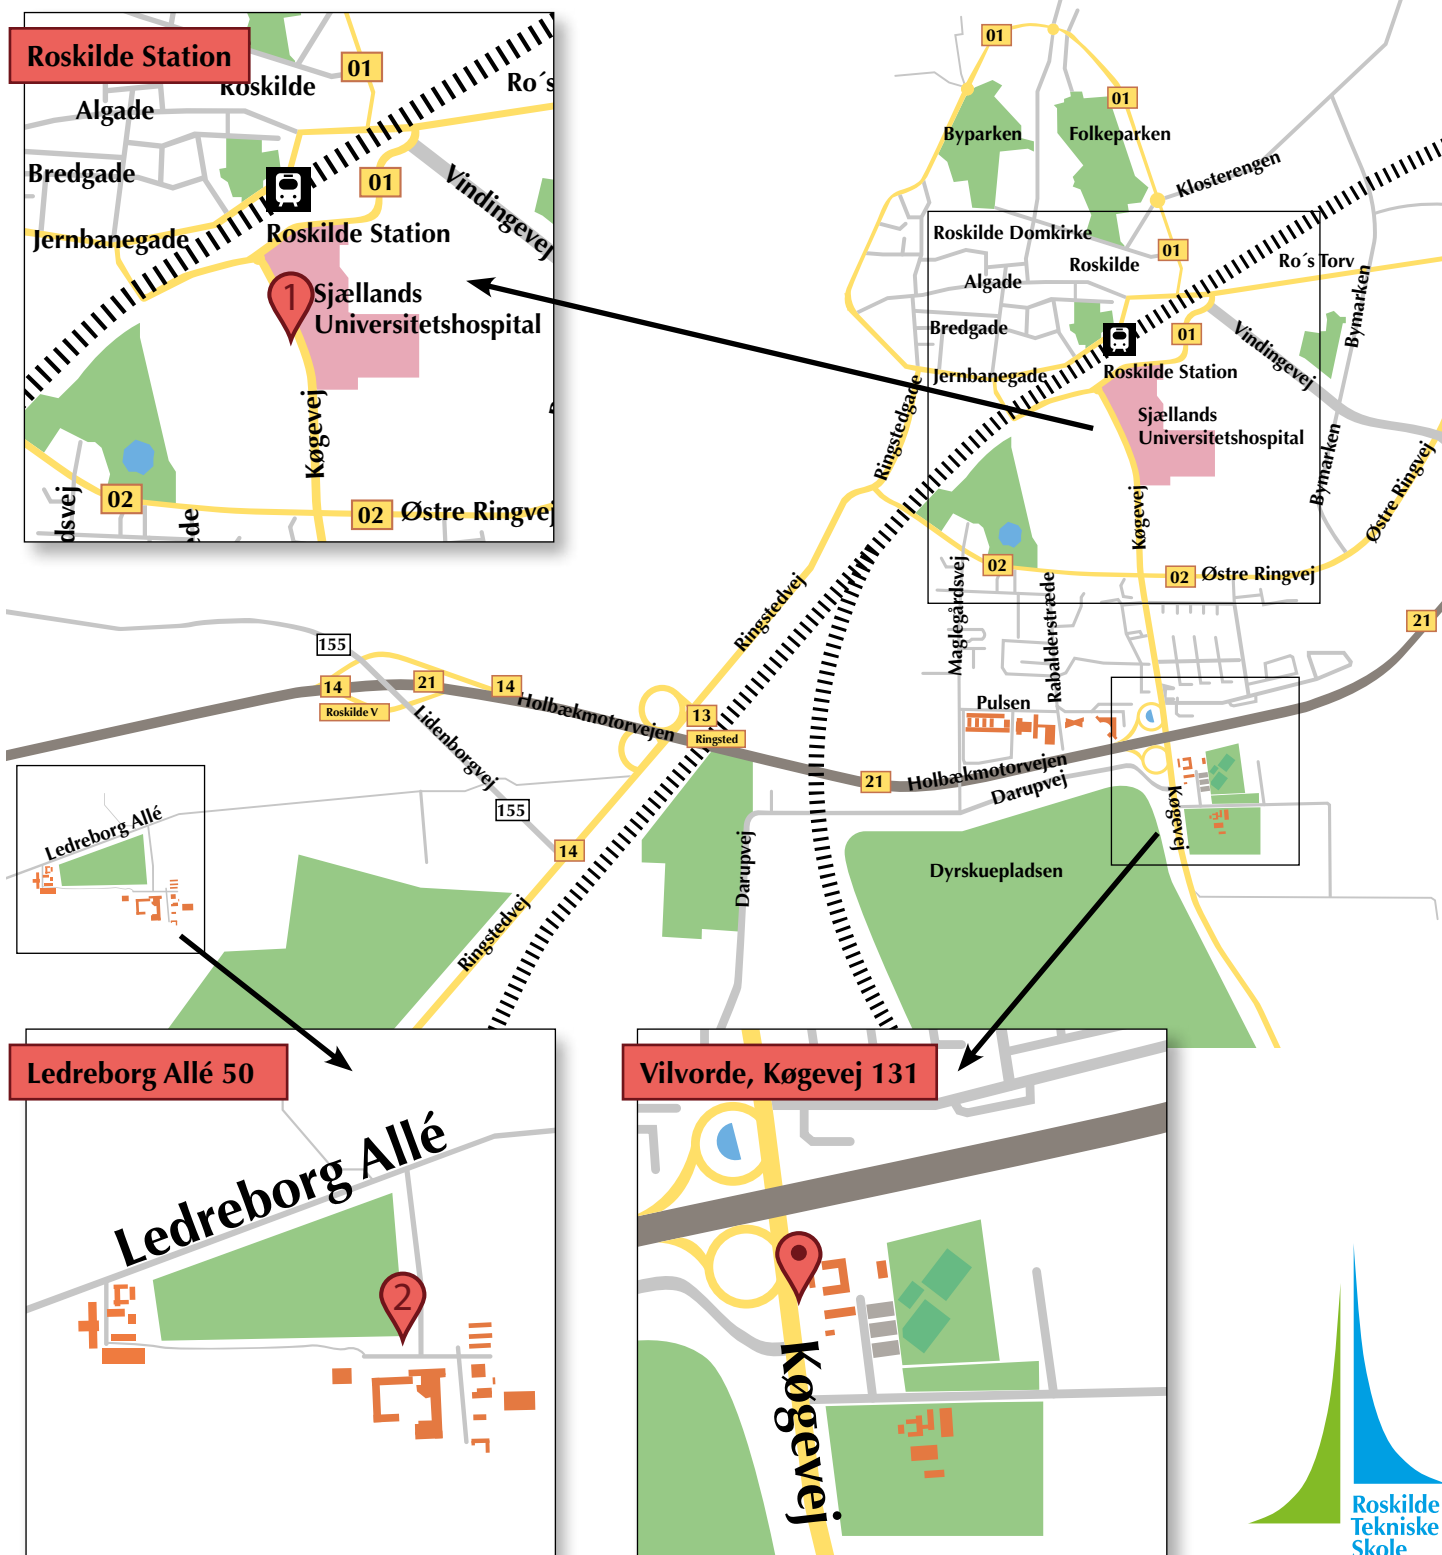 Roskilde Station
01
Roskilde
Ro´s
Algade
Bredgade
01
Vindingevej
Jernbanegade
Roskilde Station
1
Sjællands
Universitetshospital
Køgevej
02
02
Østre Ringvej
dsvej
ede
01
01
Byparken
Folkeparken
Klosterengen
Roskilde Domkirke
01
Roskilde
Ro´s Torv
Algade
Bymarken
Bredgade
01
Vindingevej
Jernbanegade
Roskilde Station
Ringstedgade
Sjællands
Universitetshospital
Bymarken
Østre Ringvej
Køgevej
02
02
Østre Ringvej
Maglegårdsvej
Rabalderstræde
Ringstedvej
21
155
14
21
14
Roskilde V
Holbækmotorvejen
13
Ringsted
Pulsen
Lidenborgvej
21
Holbækmotorvejen
Darupvej
155
Køgevej
Ledreborg Allé
14
Darupvej
Dyrskuepladsen
Ringstedvej
Ledreborg Allé 50
Ledreborg Allé
2
Vilvorde, Køgevej 131
Køgevej
Roskilde
Tekniske
Skole